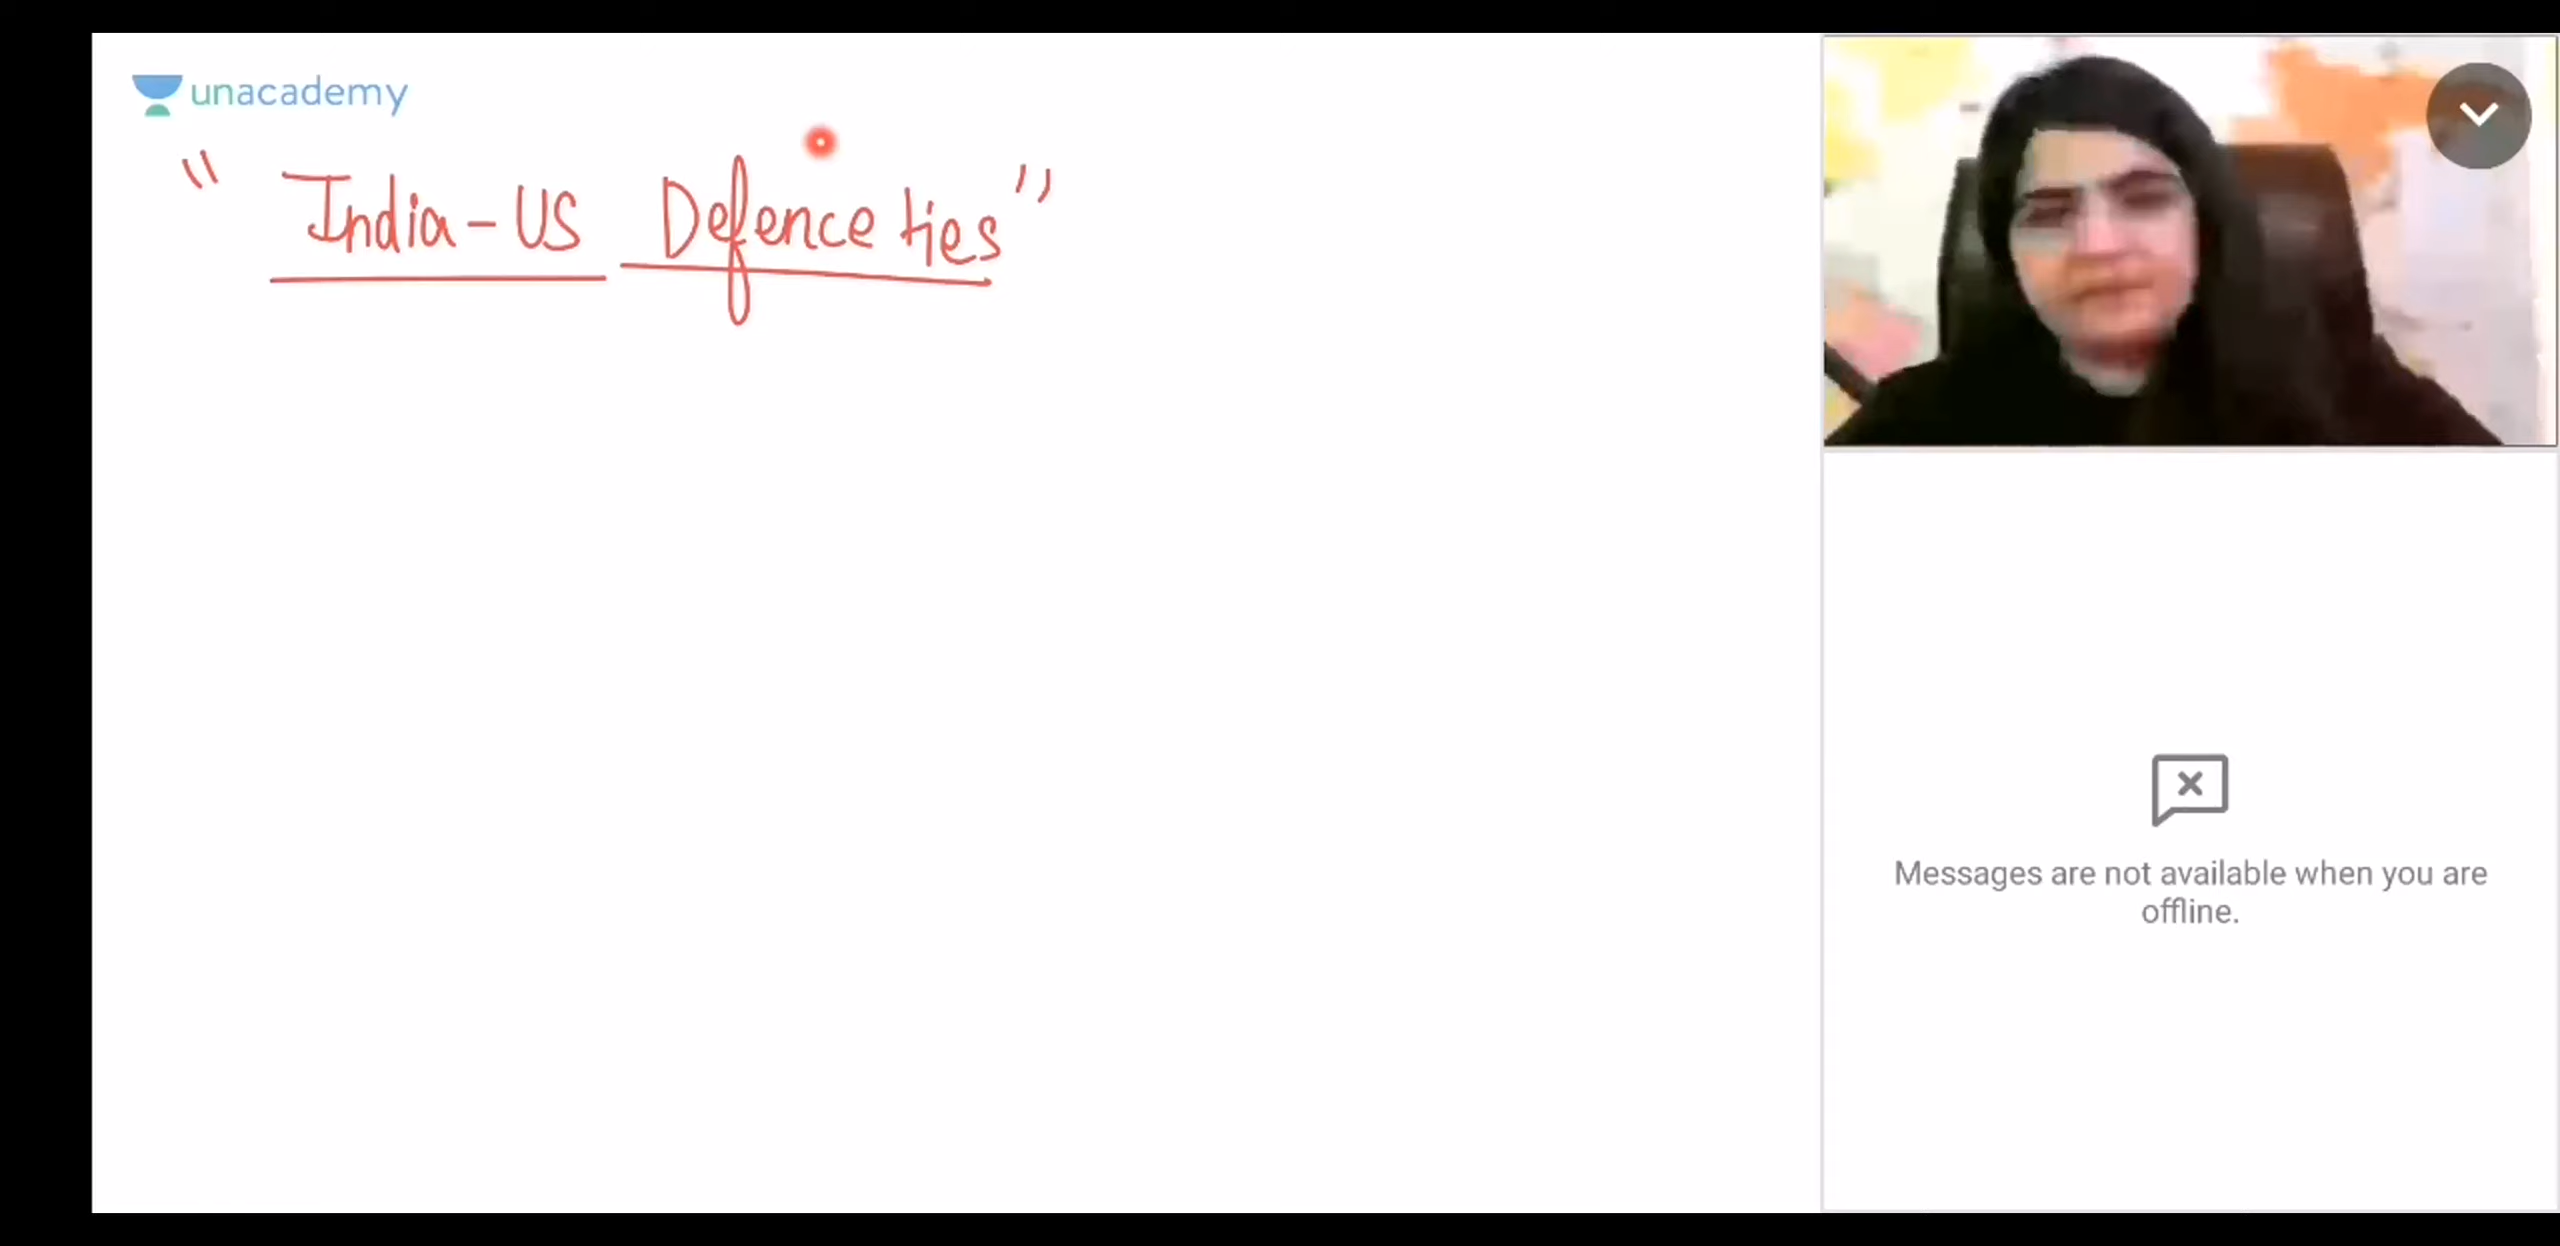 unacademy
" India-US Defence ties "
Messages are not available when you are
offline.